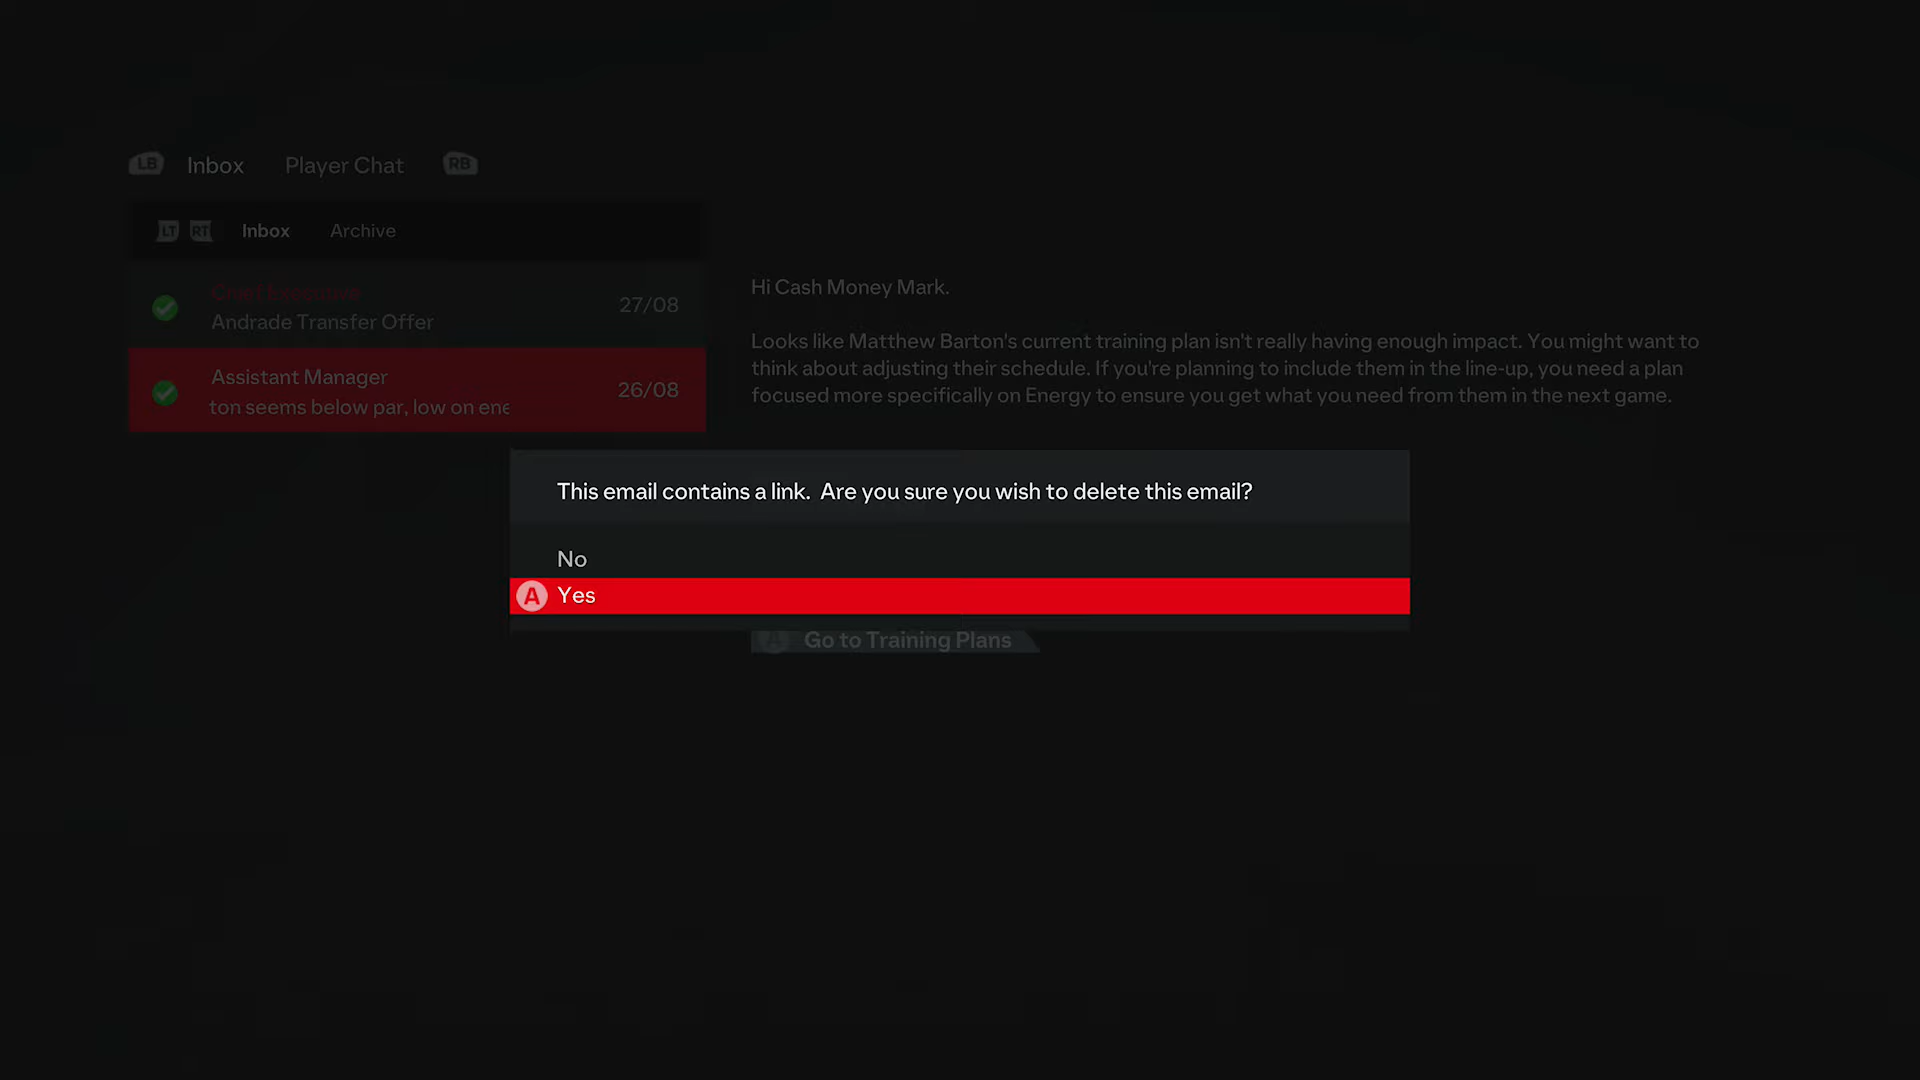 LB Inbox Player Chat RB
LT RT Inbox Archive
Chief Executive
Andrade Transfer Offer
27/08
Assistant Manager
ton seems below par, low on ene
26/08
Hi Cash Money Mark.
Looks like Matthew Barton's current training plan isn't really having enough impact. You might want to
think about adjusting their schedule. If you're planning to include them in the line-up, you need a plan
focused more specifically on Energy to ensure you get what you need from them in the next game.
This email contains a link. Are you sure you wish to delete this email?
No
A Yes
A Go to Training Plans